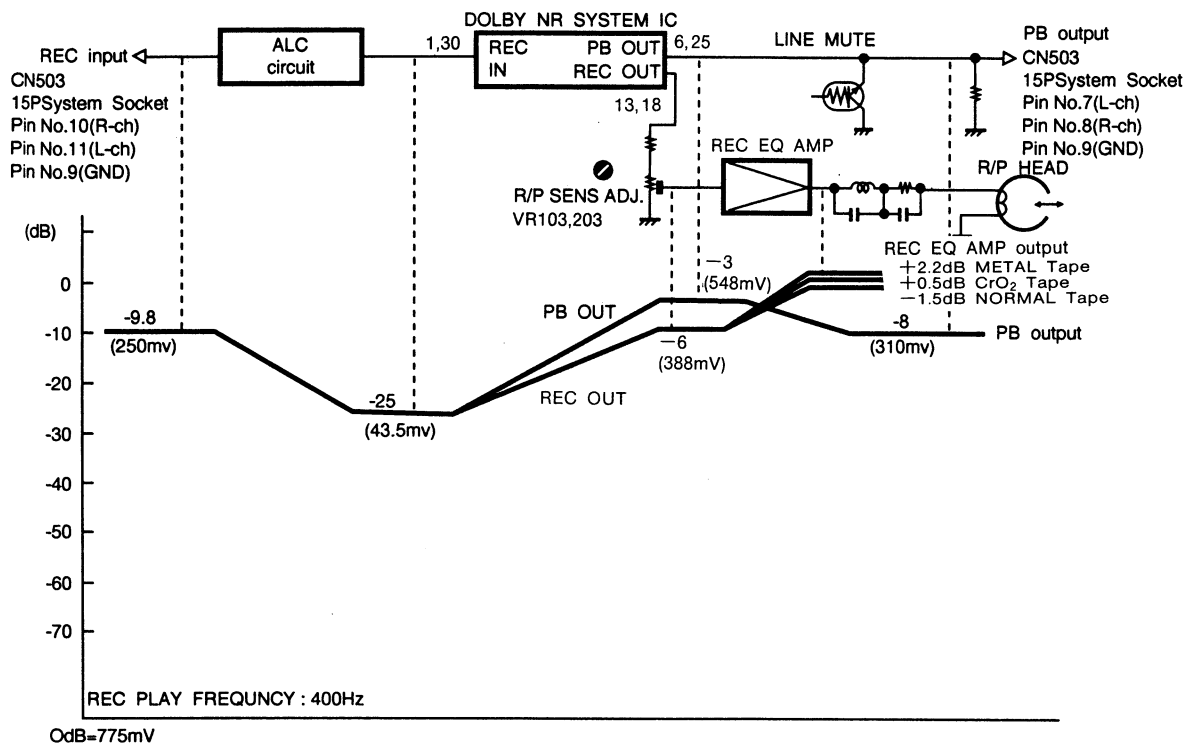 DOLBY NR SYSTEM IC
REC input
ALC
circuit
1,30
REC
IN
PB OUT
REC OUT
6,25
LINE MUTE
PB output
CN503
15PSystem Socket
Pin No.10(R-ch)
Pin No.11(L-ch)
Pin No.9(GND)
CN503
15PSystem Socket
Pin No.7(L-ch)
Pin No.8(R-ch)
Pin No.9(GND)
13,18
REC EQ AMP
R/P HEAD
R/P SENS ADJ.
VR103,203
(dB)
REC EQ AMP output
+2.2dB METAL Tape
+0.5dB CrO2 Tape
−1.5dB NORMAL Tape
0
−3
(548mV)
PB OUT
-9.8
(250mv)
-10
−6
(388mV)
-8
(310mv)
PB output
-20
-25
(43.5mv)
REC OUT
-30
-40
-50
-60
-70
REC PLAY FREQUNCY : 400Hz
OdB=775mV